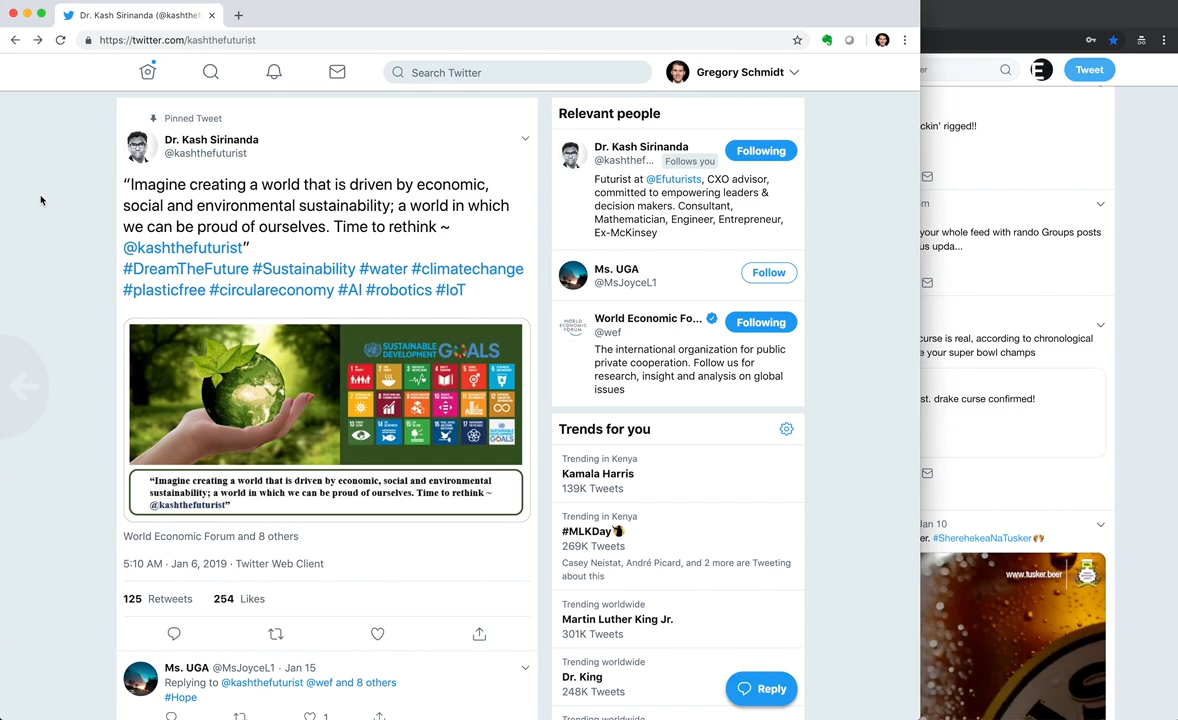 Dr. Kash Sirinanda (@kashthef
https://twitter.com/kashthefuturist
Search Twitter
Gregory Schmidt
Pinned Tweet
Dr. Kash Sirinanda
@kashthefuturist
“Imagine creating a world that is driven by economic,
social and environmental sustainability; a world in which
we can be proud of ourselves. Time to rethink ~
@kashthefuturist”
#DreamTheFuture #Sustainability #water #climatechange
#plasticfree #circulareconomy #AI #robotics #IoT
SUSTAINABLE DEVELOPMENT GOALS
“Imagine creating a world that is driven by economic, social and environmental
sustainability; a world in which we can be proud of ourselves. Time to rethink ~
@kashthefuturist”
World Economic Forum and 8 others
5:10 AM · Jan 6, 2019 · Twitter Web Client
125 Retweets 254 Likes
Ms. UGA @MsJoyceL1 · Jan 15
Replying to @kashthefuturist @wef and 8 others
#Hope
1
Relevant people
Dr. Kash Sirinanda
@kashthef... Follows you
Following
Futurist at @Efuturists, CXO advisor,
committed to empowering leaders &
decision makers. Consultant,
Mathematician, Engineer, Entrepreneur,
Ex-McKinsey
Ms. UGA
@MsJoyceL1
Follow
WORLD ECONOMIC FORUM
World Economic Fo...
@wef
Following
The international organization for public
private cooperation. Follow us for
research, insight and analysis on global
issues
Trends for you
Trending in Kenya
Kamala Harris
139K Tweets
Trending in Kenya
#MLKDay
269K Tweets
Casey Neistat, André Picard, and 2 more are Tweeting
about this
Trending worldwide
Martin Luther King Jr.
301K Tweets
Trending worldwide
Dr. King
248K Tweets
Trending worldwide
Reply
er
E
Tweet
ckin’ rigged!!
om
your whole feed with rando Groups posts
us upda...
curse is real, according to chronological
e your super bowl champs
st. drake curse confirmed!
Jan 10
er. #SherehekeaNaTusker
www.tusker.beer